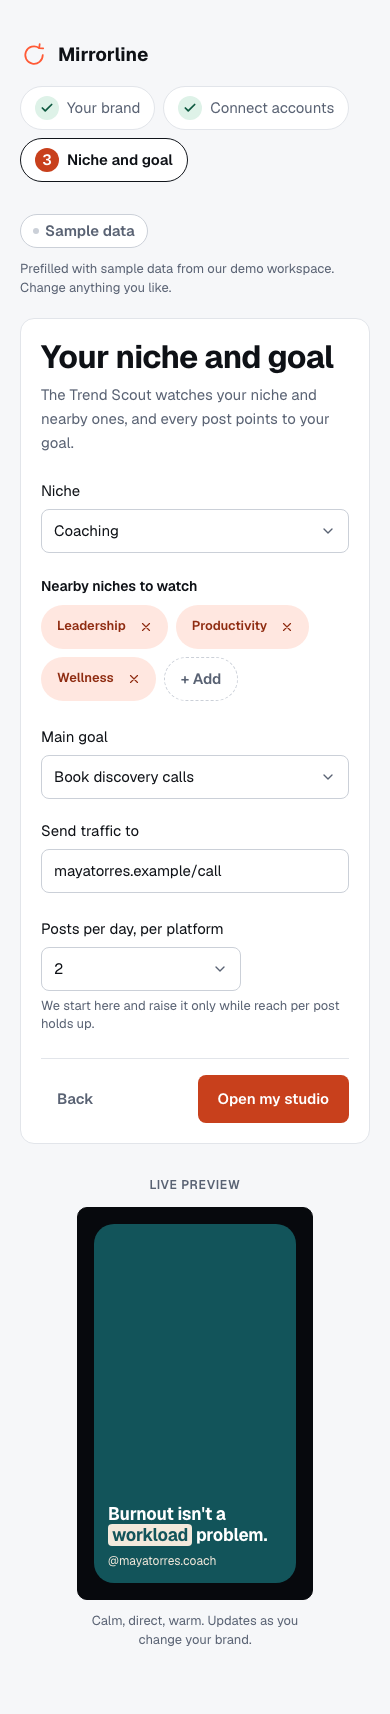 Mirrorline
Your brand
Connect accounts
3 Niche and goal
Sample data
Prefilled with sample data from our demo workspace.
Change anything you like.
Your niche and goal
The Trend Scout watches your niche and
nearby ones, and every post points to your
goal.
Niche
Coaching
Nearby niches to watch
Leadership
Productivity
Wellness
+ Add
Main goal
Book discovery calls
Send traffic to
mayatorres.example/call
Posts per day, per platform
2
We start here and raise it only while reach per post
holds up.
Back
Open my studio
LIVE PREVIEW
Burnout isn't a
workload problem.
@mayatorres.coach
Calm, direct, warm. Updates as you
change your brand.